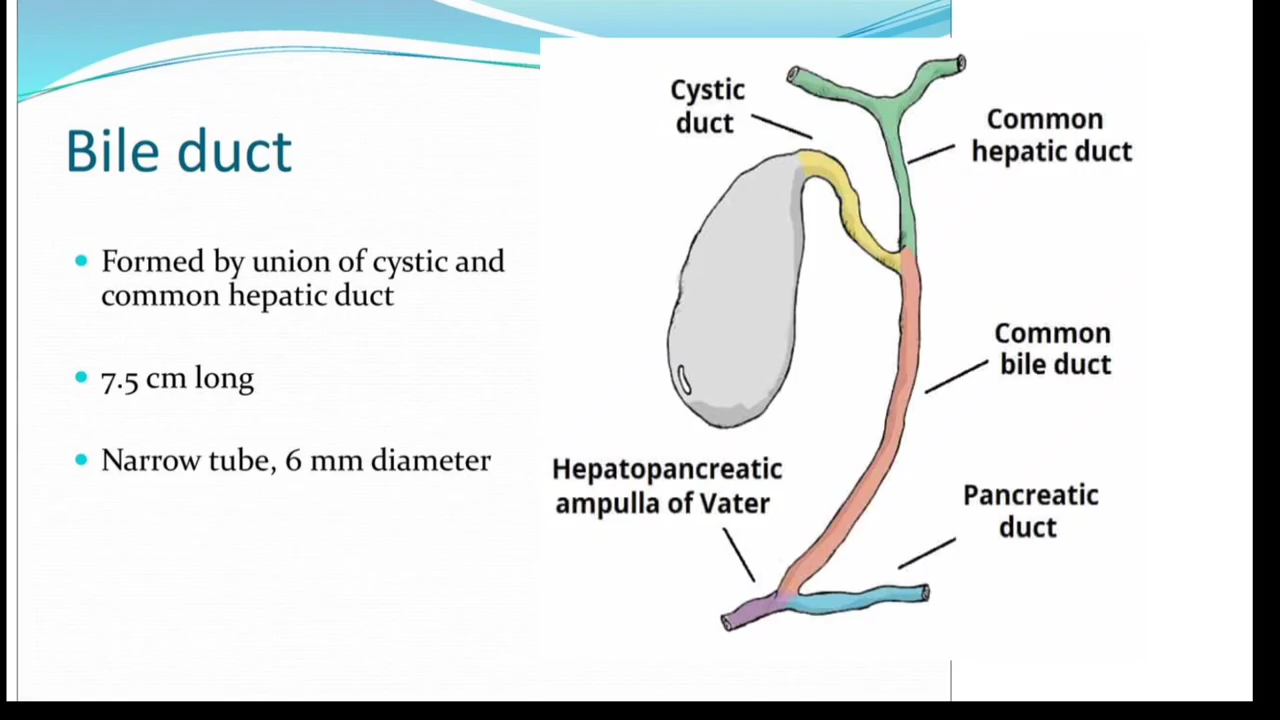 Bile duct
Formed by union of cystic and
common hepatic duct
7.5 cm long
Narrow tube, 6 mm diameter
Cystic
duct
Common
hepatic duct
Common
bile duct
Hepatopancreatic
ampulla of Vater
Pancreatic
duct